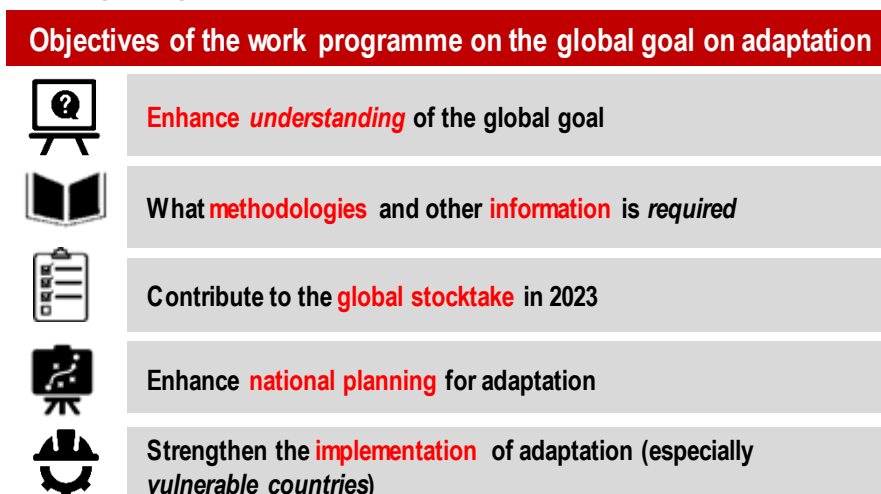 Objectives of the work programme on the global goal on adaptation
Enhance understanding of the global goal
What methodologies and other information is required
Contribute to the global stocktake in 2023
Enhance national planning for adaptation
Strengthen the implementation of adaptation (especially
vulnerable countries)